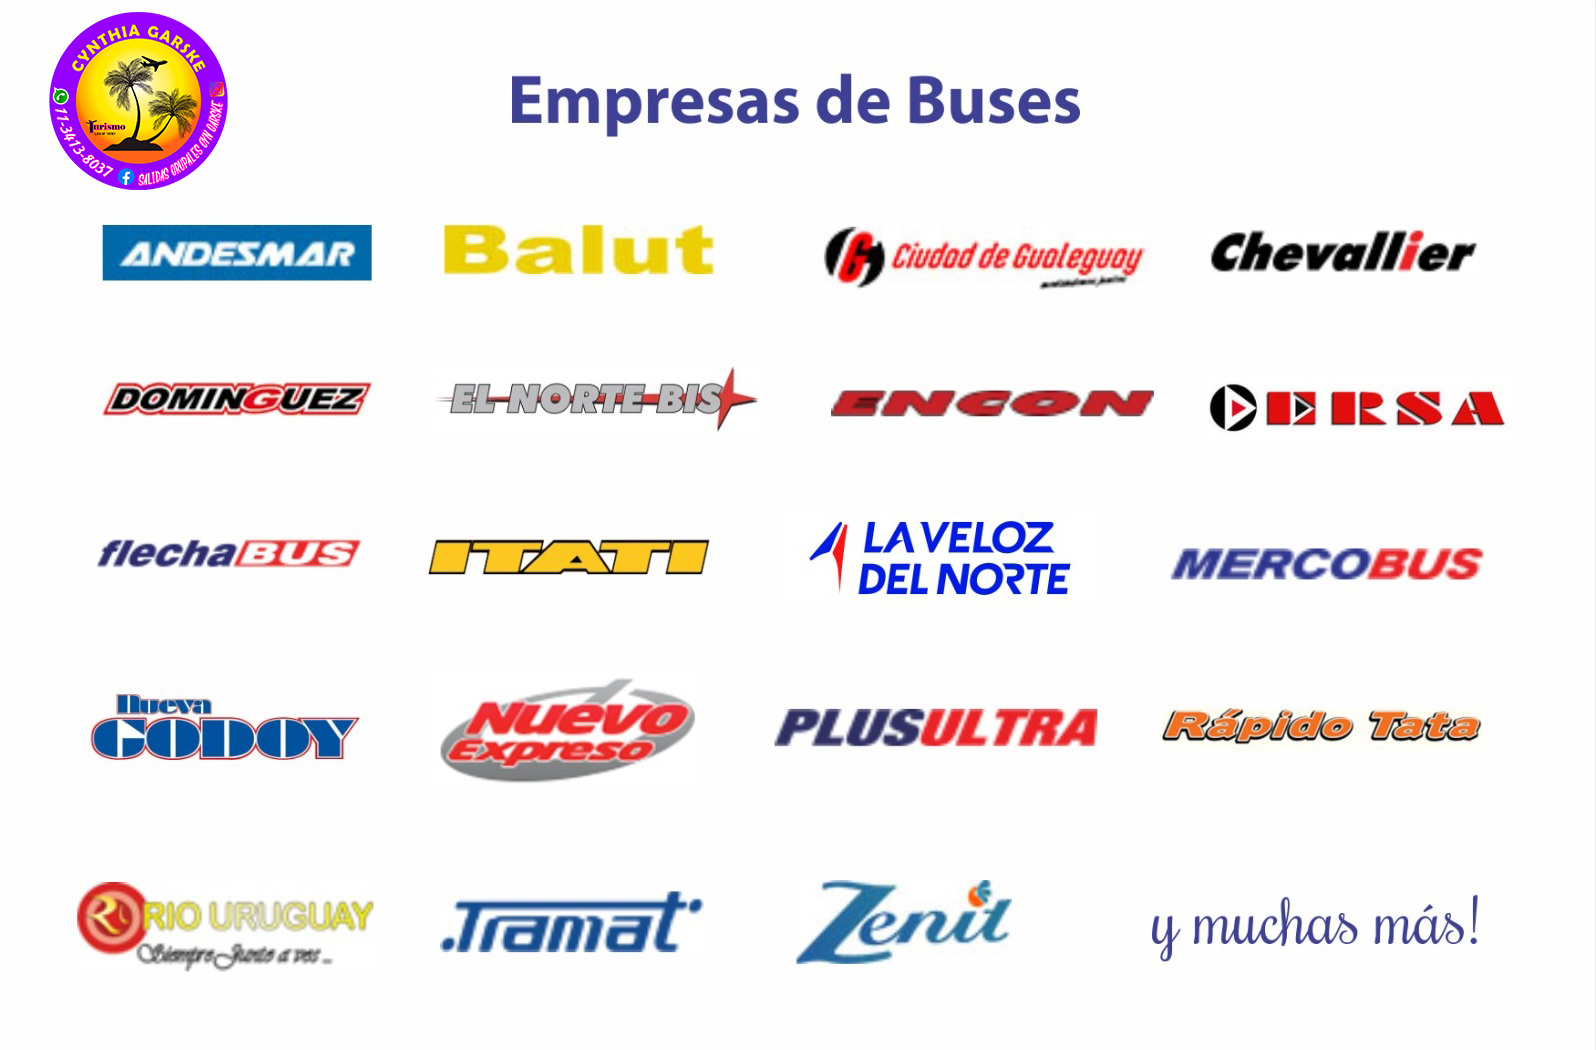 CYNTHIA GARSKE
Turismo
11-3413-8037
SALIDAS GRUPALES CYN GARSKE
Empresas de Buses
ANDESMAR
Balut
Ciudad de Gualeguay
Chevallier
DOMINGUEZ
EL NORTE BIS
ENCON
ERSA
flechaBUS
ITATI
LA VELOZ
DEL NORTE
MERCOBUS
Nueva
GODOY
Nuevo
Expreso
PLUSULTRA
Rápido Tata
RIO URUGUAY
Siempre Junto a vos...
Tramat
Zenit
y muchas más!